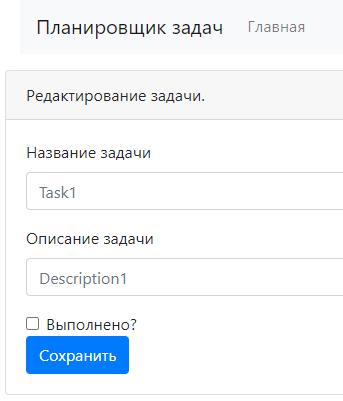 Планировщик задач Главная
Редактирование задачи.
Название задачи
Task1
Описание задачи
Description1
Выполнено?
Сохранить